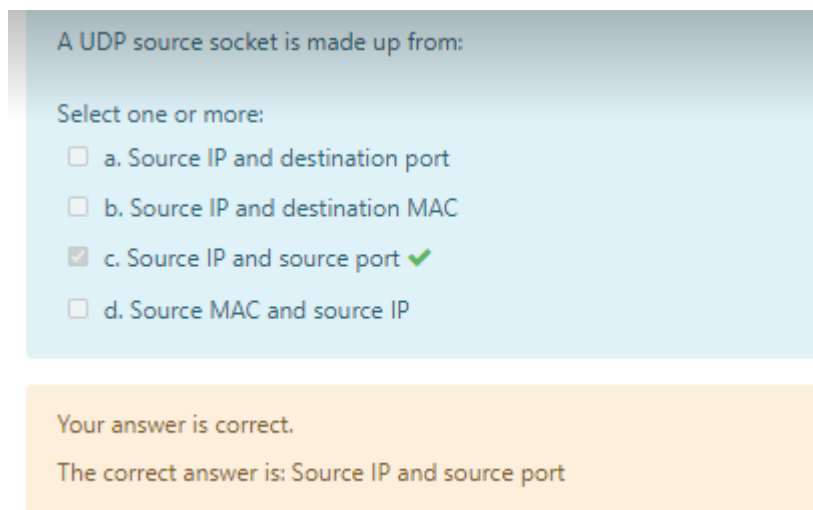 A UDP source socket is made up from:
Select one or more:
a. Source IP and destination port
b. Source IP and destination MAC
c. Source IP and source port
d. Source MAC and source IP
Your answer is correct.
The correct answer is: Source IP and source port